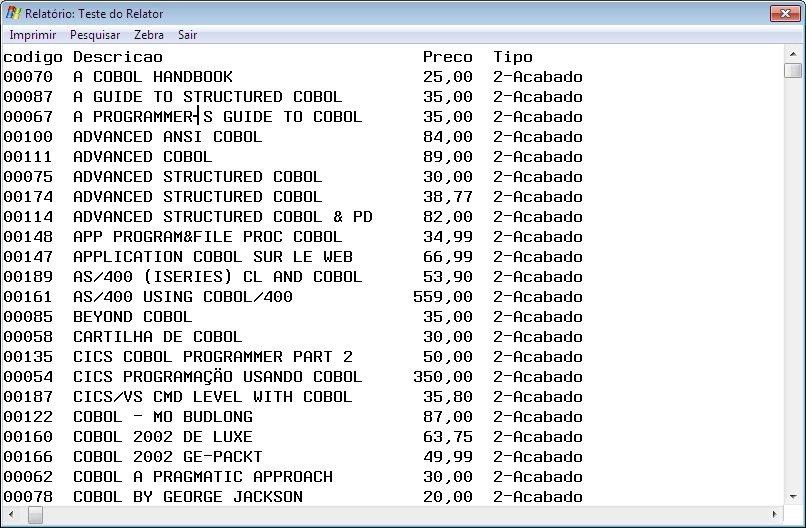 Relatório: Teste do Relator
Imprimir Pesquisar Zebra Sair
codigo Descricao Preco Tipo
00070 A COBOL HANDBOOK 25,00 2-Acabado
00087 A GUIDE TO STRUCTURED COBOL 35,00 2-Acabado
00067 A PROGRAMMER┤S GUIDE TO COBOL 35,00 2-Acabado
00100 ADVANCED ANSI COBOL 84,00 2-Acabado
00111 ADVANCED COBOL 89,00 2-Acabado
00075 ADVANCED STRUCTURED COBOL 30,00 2-Acabado
00174 ADVANCED STRUCTURED COBOL 38,77 2-Acabado
00114 ADVANCED STRUCTURED COBOL & PD 82,00 2-Acabado
00148 APP PROGRAM&FILE PROC COBOL 34,99 2-Acabado
00147 APPLICATION COBOL SUR LE WEB 66,99 2-Acabado
00189 AS/400 (ISERIES) CL AND COBOL 53,90 2-Acabado
00161 AS/400 USING COBOL/400 559,00 2-Acabado
00085 BEYOND COBOL 35,00 2-Acabado
00058 CARTILHA DE COBOL 30,00 2-Acabado
00135 CICS COBOL PROGRAMMER PART 2 50,00 2-Acabado
00054 CICS PROGRAMAÇÄO USANDO COBOL 350,00 2-Acabado
00187 CICS/VS CMD LEVEL WITH COBOL 35,80 2-Acabado
00122 COBOL - MO BUDLONG 87,00 2-Acabado
00160 COBOL 2002 DE LUXE 63,75 2-Acabado
00166 COBOL 2002 GE-PACKT 49,99 2-Acabado
00062 COBOL A PRAGMATIC APPROACH 30,00 2-Acabado
00078 COBOL BY GEORGE JACKSON 20,00 2-Acabado